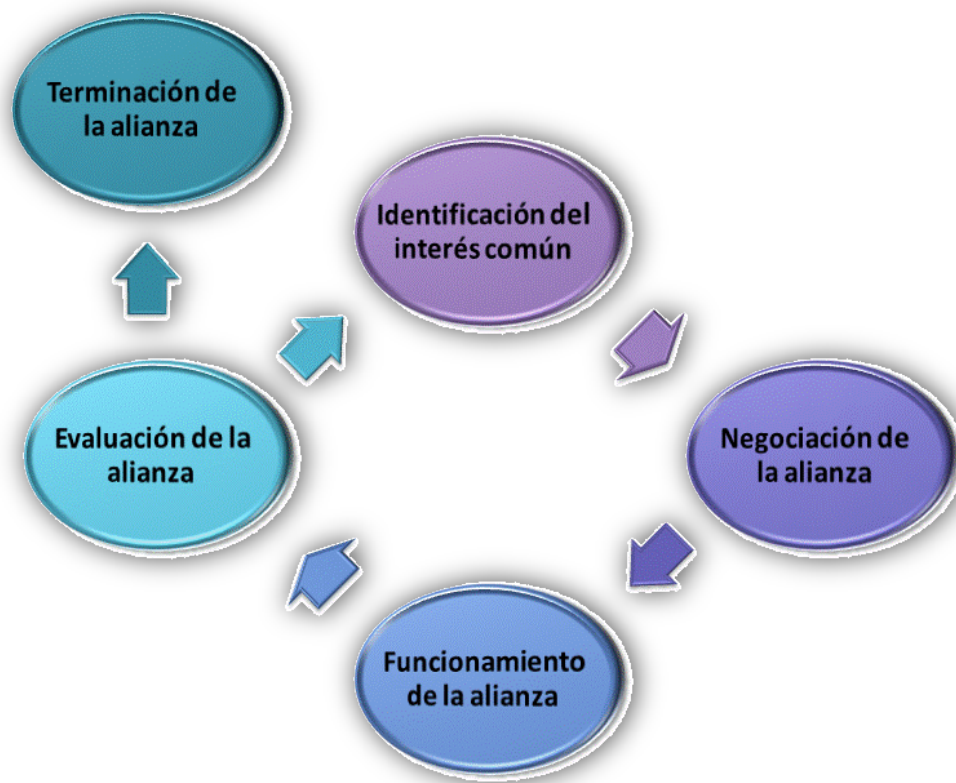 Terminación de
la alianza
Identificación del
interés común
Evaluación de la
alianza
Negociación de
la alianza
Funcionamiento
de la alianza